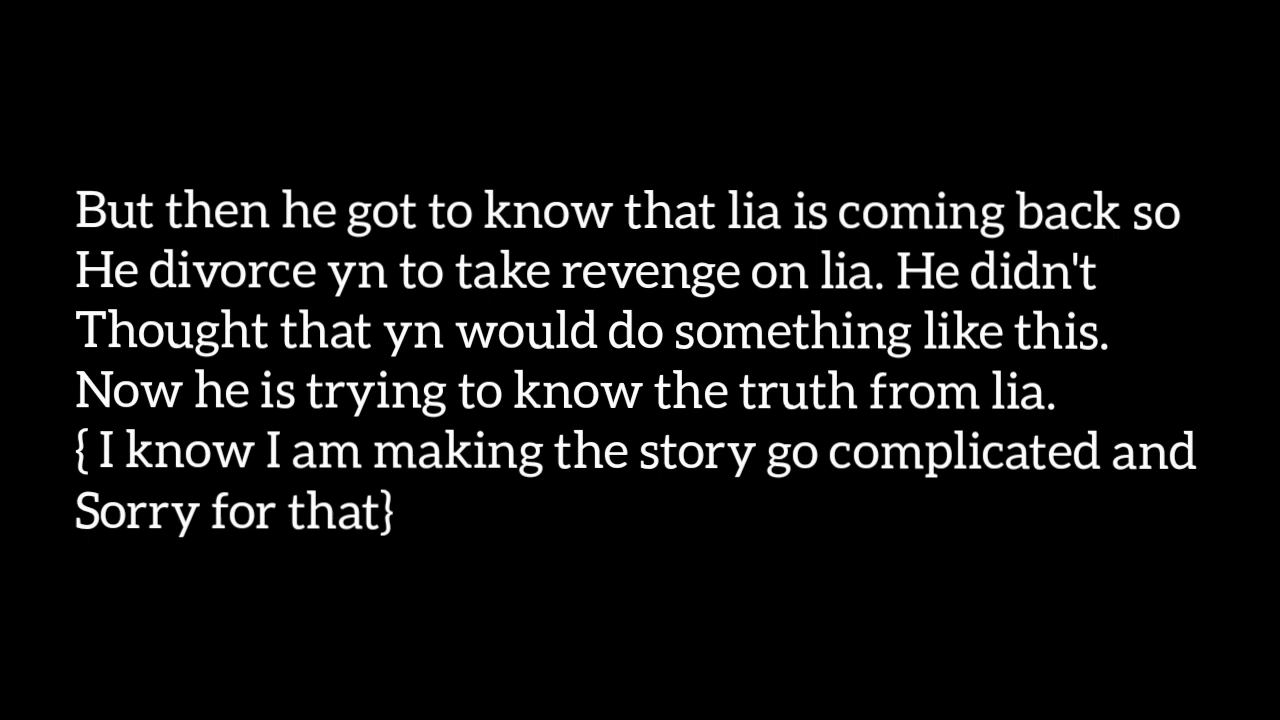 But then he got to know that lia is coming back so
He divorce yn to take revenge on lia. He didn't
Thought that yn would do something like this.
Now he is trying to know the truth from lia.
{ I know I am making the story go complicated and
Sorry for that}